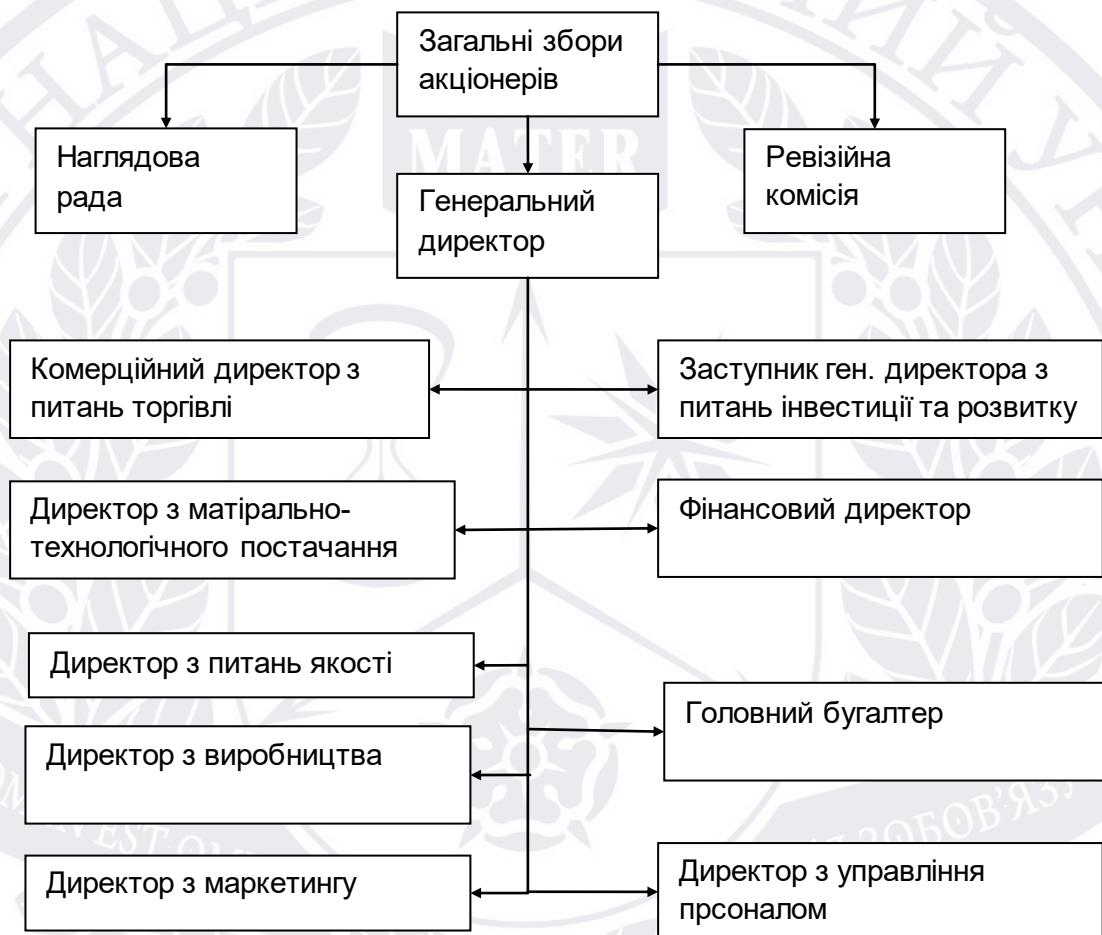 Загальні збори
акціонерів
Наглядова
рада
Генеральний
директор
Ревізійна
комісія
Комерційний директор з
питань торгівлі
Заступник ген. директора з
питань інвестиції та розвитку
Директор з матірально-
технологічного постачання
Фінансовий директор
Директор з питань якості
Головний бугалтер
Директор з виробництва
Директор з маркетингу
Директор з управління
прсоналом
MATER